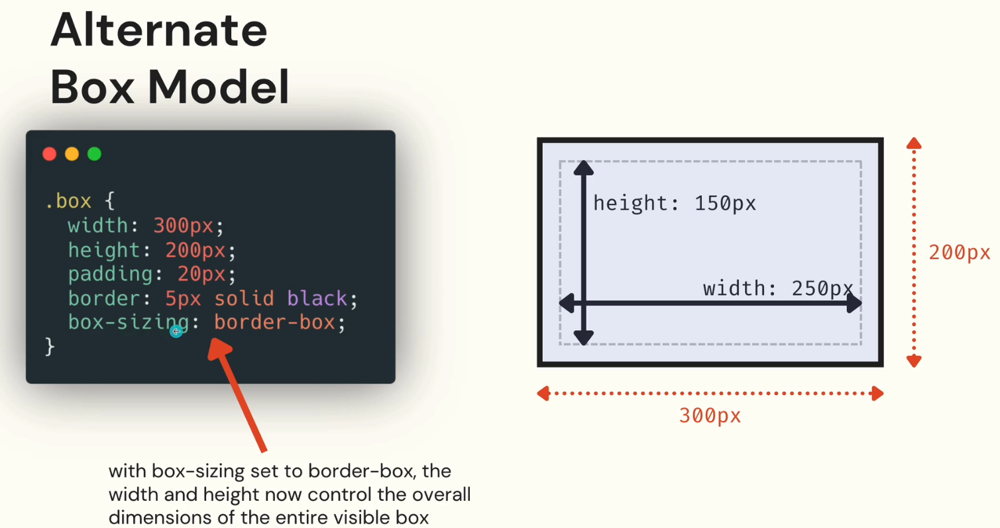 Alternate
Box Model
.box {
width: 300px;
height: 200px;
padding: 20px;
border: 5px solid black;
box-sizing: border-box;
}
with box-sizing set to border-box, the
width and height now control the overall
dimensions of the entire visible box
height: 150px
width: 250px
200px
300px